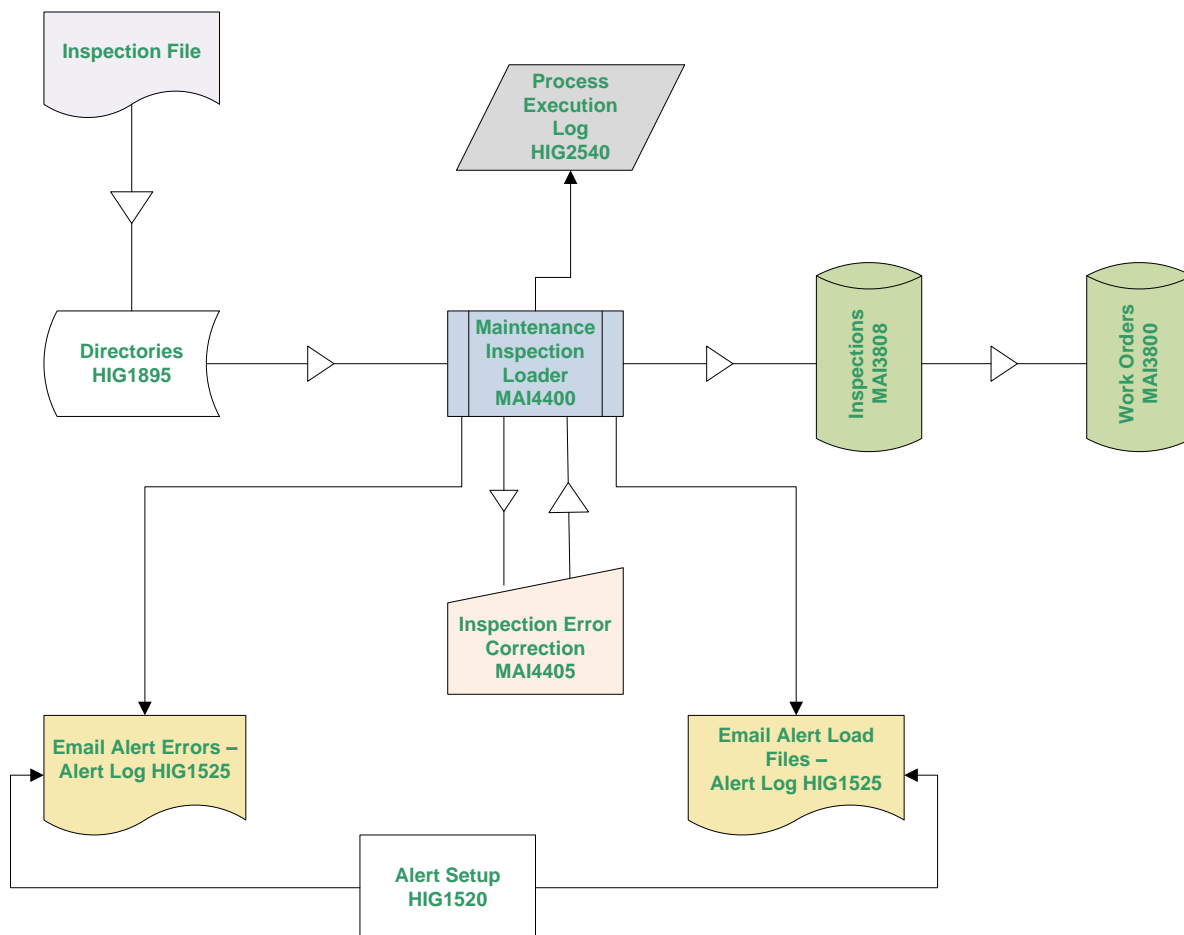 Inspection File
Process
Execution
Log
HIG2540
Directories
HIG1895
Maintenance
Inspection
Loader
MAI4400
Inspections
MAI3808
Work Orders
MAI3800
Inspection Error
Correction
MAI4405
Email Alert Errors –
Alert Log HIG1525
Email Alert Load
Files –
Alert Log HIG1525
Alert Setup
HIG1520